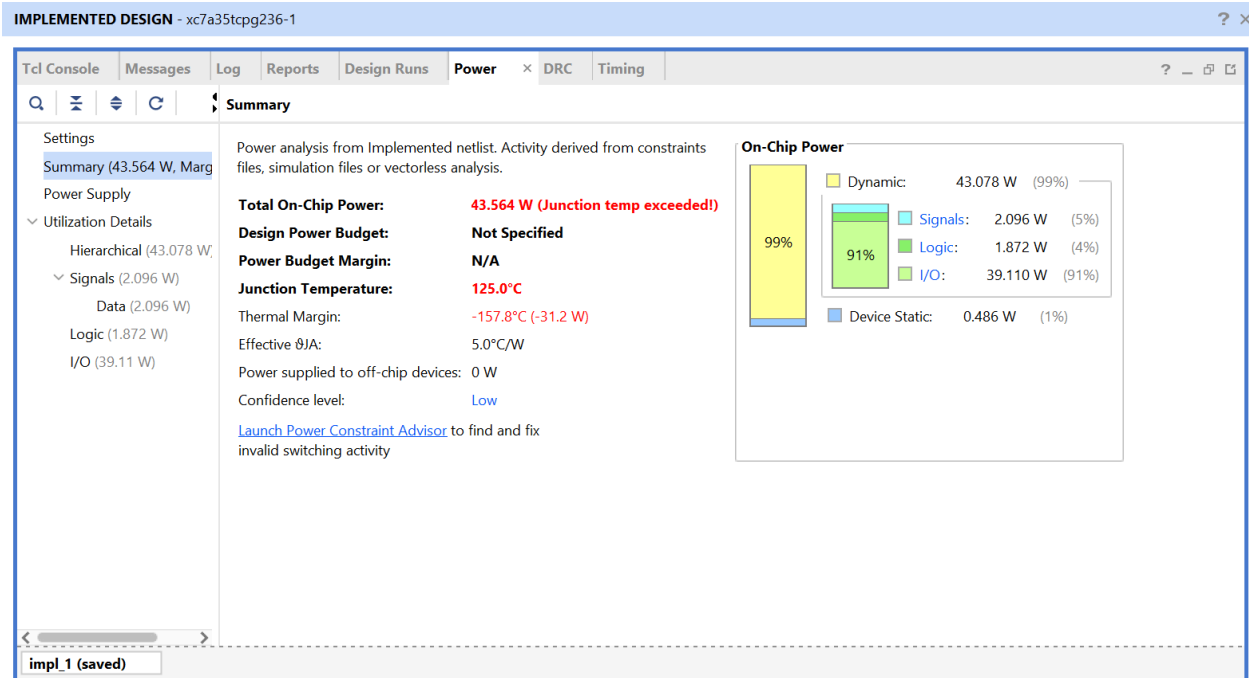 IMPLEMENTED DESIGN - xc7a35tcpg236-1 ? ×
Tcl Console Messages Log Reports Design Runs Power × DRC Timing ? _
Summary
Settings
Summary (43.564 W, Marg
Power Supply
Utilization Details
Hierarchical (43.078 W)
Signals (2.096 W)
Data (2.096 W)
Logic (1.872 W)
I/O (39.11 W)
Power analysis from Implemented netlist. Activity derived from constraints
files, simulation files or vectorless analysis.
Total On-Chip Power: 43.564 W (Junction temp exceeded!)
Design Power Budget: Not Specified
Power Budget Margin: N/A
Junction Temperature: 125.0°C
Thermal Margin: -157.8°C (-31.2 W)
Effective ϑJA: 5.0°C/W
Power supplied to off-chip devices: 0 W
Confidence level: Low
Launch Power Constraint Advisor to find and fix
invalid switching activity
On-Chip Power
99%
91%
Dynamic: 43.078 W (99%)
Signals: 2.096 W (5%)
Logic: 1.872 W (4%)
I/O: 39.110 W (91%)
Device Static: 0.486 W (1%)
impl_1 (saved)